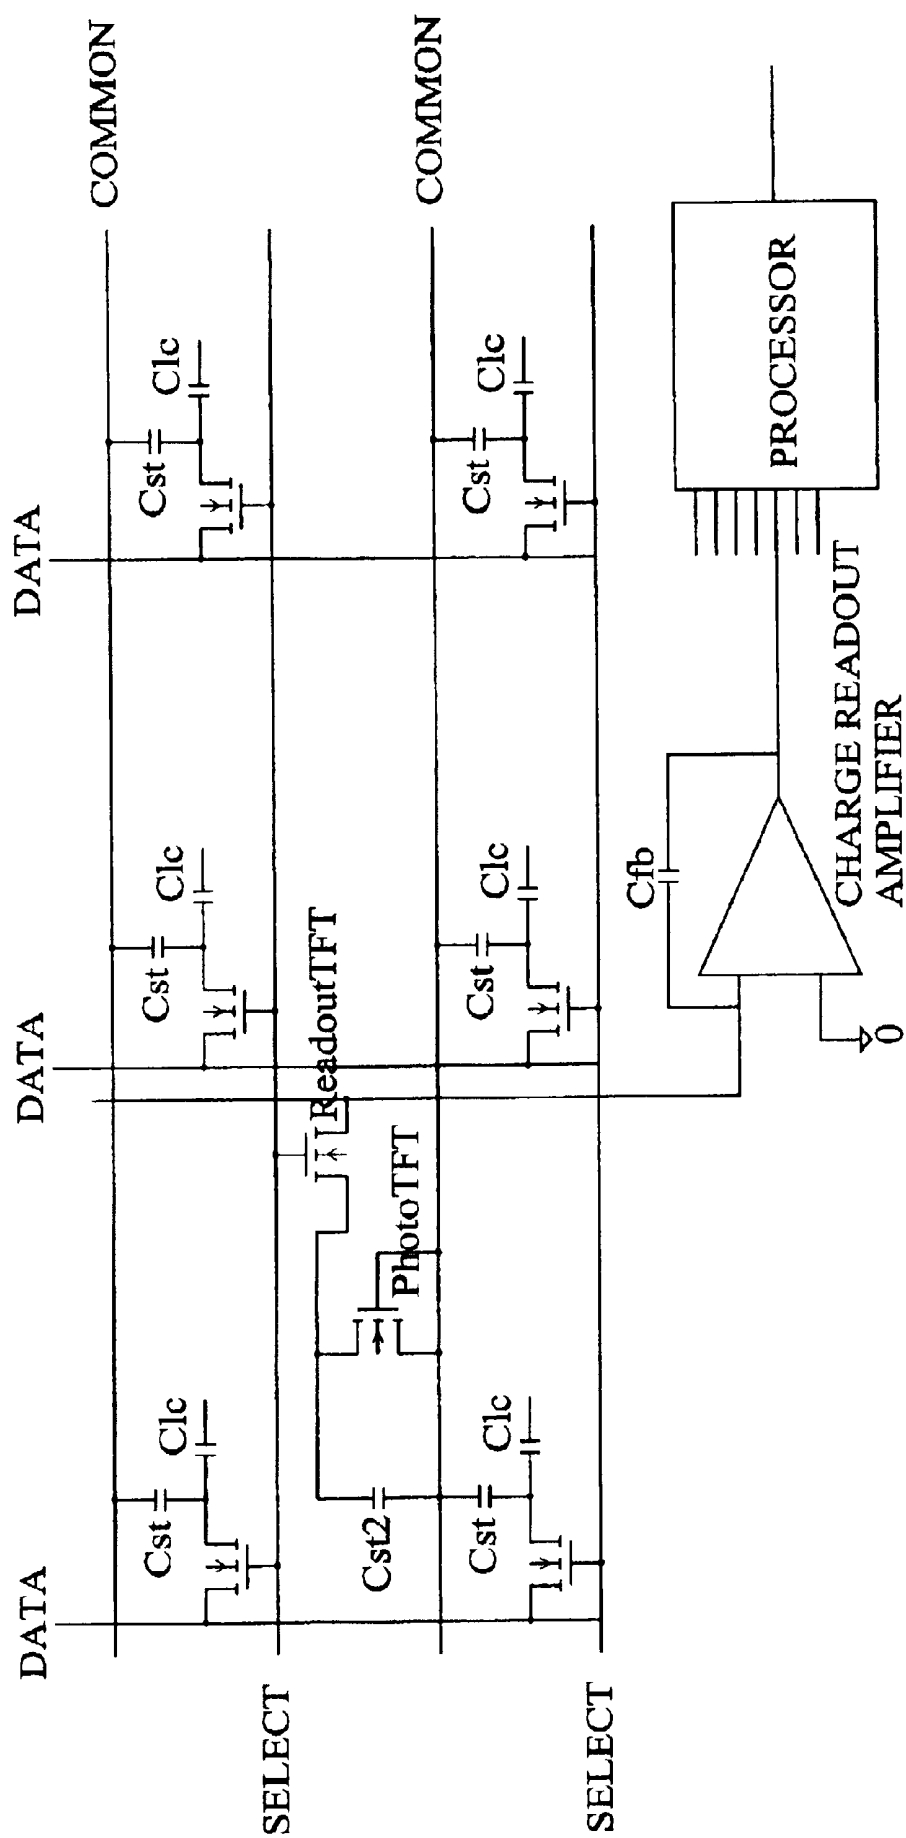 DATA
DATA
DATA
COMMON
Cst
Clc
Cst
Clc
Cst
Clc
SELECT
ReadoutTFT
PhotoTFT
Cst2
COMMON
Cst
Clc
Cst
Clc
Cst
Clc
SELECT
Cfb
0
CHARGE READOUT
AMPLIFIER
PROCESSOR